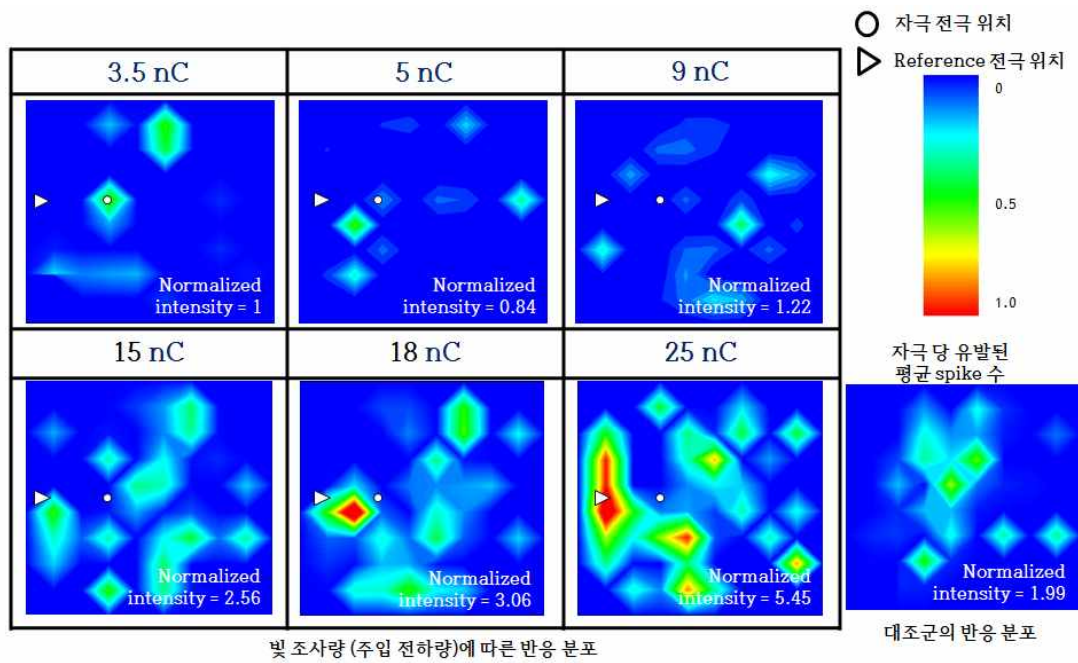 자극 전극 위치
Reference 전극 위치
3.5 nC
5 nC
9 nC
Normalized
intensity = 1
Normalized
intensity = 0.84
Normalized
intensity = 1.22
0
0.5
1.0
자극 당 유발된
평균 spike 수
15 nC
18 nC
25 nC
Normalized
intensity = 2.56
Normalized
intensity = 3.06
Normalized
intensity = 5.45
Normalized
intensity = 1.99
빛 조사량 (주입 전하량)에 따른 반응 분포
대조군의 반응 분포